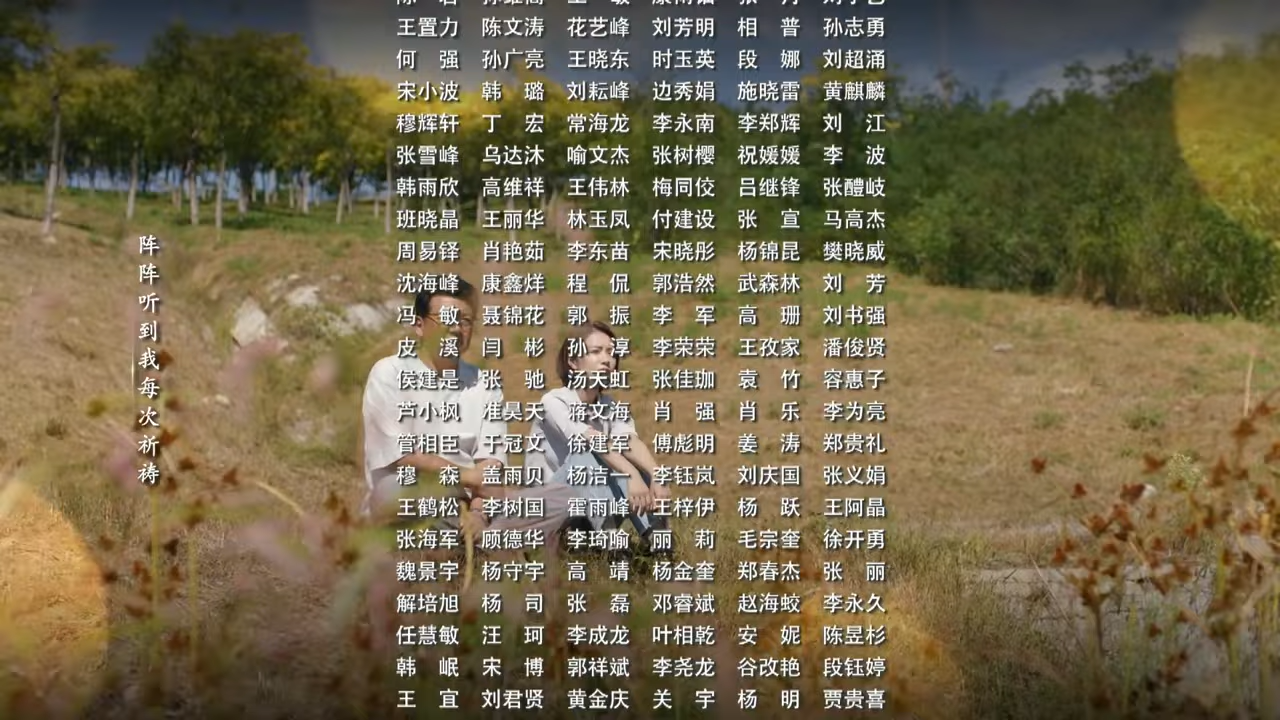 王置力 陈文涛 花艺峰 刘芳明 相普 孙志勇
何强 孙广亮 王晓东 时玉英 段娜 刘超涌
宋小波 韩璐 刘耘峰 边秀娟 施晓雷 黄麒麟
穆辉轩 丁宏 常海龙 李永南 李郑辉 刘江
张雪峰 乌达沐 喻文杰 张树樱 祝媛媛 李波
韩雨欣 高维祥 王伟林 梅同佼 吕继锋 张醴岐
班晓晶 王丽华 林玉凤 付建设 张宣 马高杰
周易铎 肖艳茹 李东苗 宋晓彤 杨锦昆 樊晓威
沈海峰 康鑫烊 程侃 郭浩然 武森林 刘芳
冯敏 聂锦花 郭振 李军 高珊 刘书强
皮溪 闫彬 孙淳 李荣荣 王孜家 潘俊贤
侯建是 张驰 汤天虹 张佳珈 袁竹 容惠子
芦小枫 准昊天 蒋文海 肖强 肖乐 李为亮
管相臣 于冠文 徐建军 傅彪明 姜涛 郑贵礼
穆森 盖雨贝 杨洁一 李钰岚 刘庆国 张义娟
王鹤松 李树国 霍雨峰 王梓伊 杨跃 王阿晶
张海军 顾德华 李琦喻 丽莉 毛宗奎 徐开勇
魏景宇 杨守宇 高靖 杨金奎 郑春杰 张丽
解培旭 杨司 张磊 邓睿斌 赵海蛟 李永久
任慧敏 汪珂 李成龙 叶相乾 安妮 陈昱杉
韩岷 宋博 郭祥斌 李尧龙 谷改艳 段钰婷
王宜 刘君贤 黄金庆 关宇 杨明 贾贵喜
阵阵听到我每次祈祷